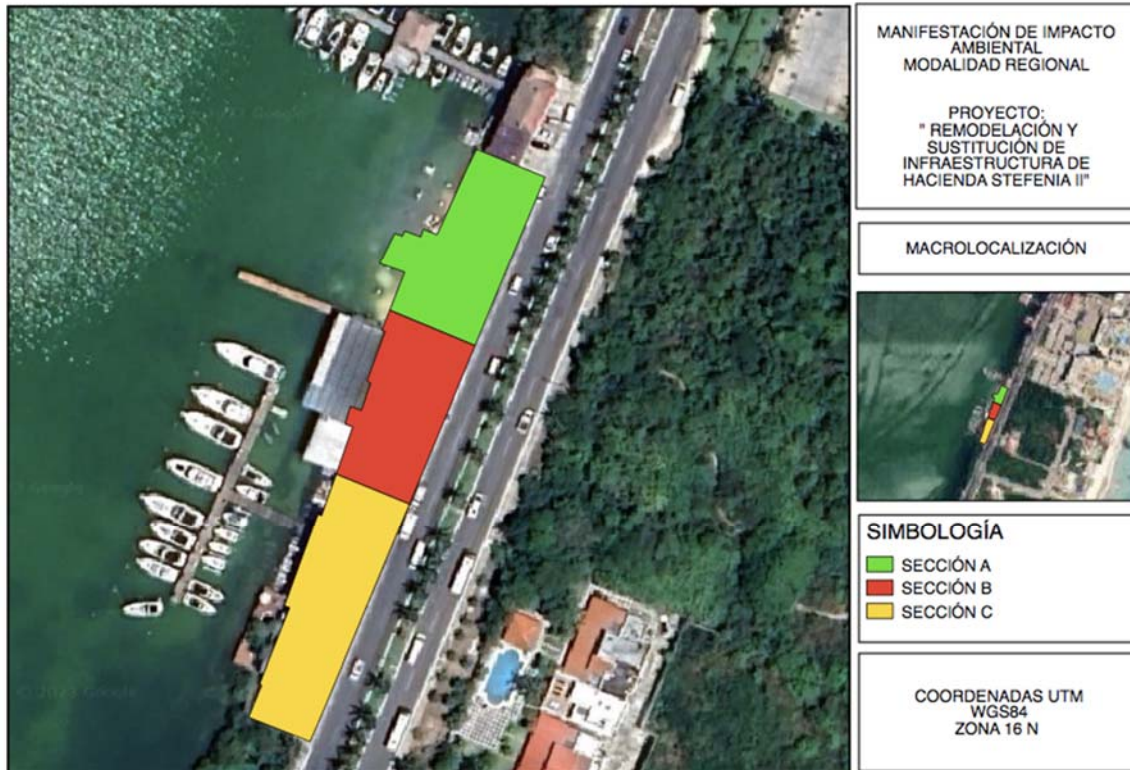 MANIFESTACIÓN DE IMPACTO
AMBIENTAL
MODALIDAD REGIONAL
PROYECTO:
" REMODELACIÓN Y
SUSTITUCIÓN DE
INFRAESTRUCTURA DE
HACIENDA STEFENIA II"
MACROLOCALIZACIÓN
SIMBOLOGÍA
SECCIÓN A
SECCIÓN B
SECCIÓN C
COORDENADAS UTM
WGS84
ZONA 16 N